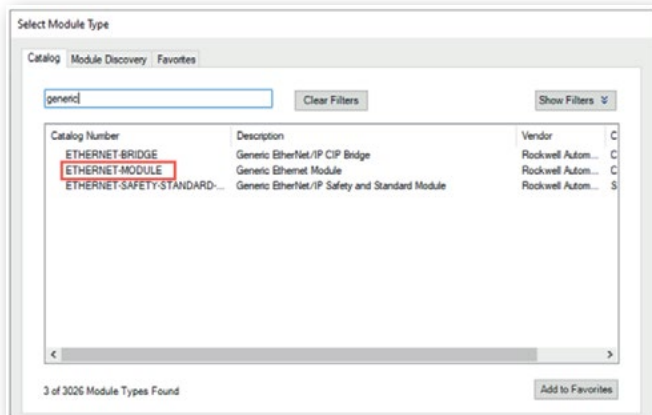 Select Module Type
Catalog Module Discovery Favorites
generic Clear Filters Show Filters
Catalog Number Description Vendor C
ETHERNET-BRIDGE Generic EtherNet/IP CIP Bridge Rockwell Autom... C
ETHERNET-MODULE Generic Ethernet Module Rockwell Autom... C
ETHERNET-SAFETY-STANDARD-... Generic EtherNet/IP Safety and Standard Module Rockwell Autom... S
3 of 3026 Module Types Found Add to Favorites